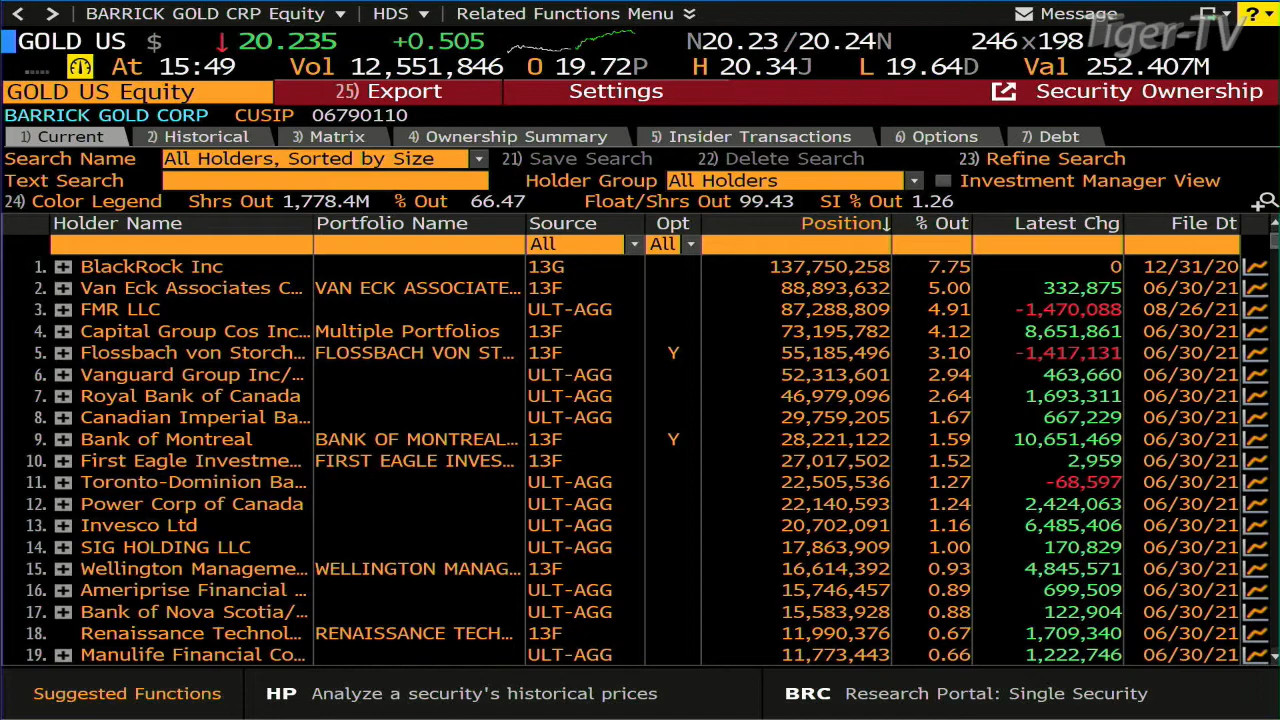 < > BARRICK GOLD CRP Equity HDS Related Functions Menu Message ?
Tiger-TV
GOLD US $ ↓20.235 +0.505 N20.23 /20.24N 246×198
At 15:49 Vol 12,551,846 O 19.72P H 20.34J L 19.64D Val 252.407M
GOLD US Equity 25) Export Settings Security Ownership
BARRICK GOLD CORP CUSIP 06790110
1) Current 2) Historical 3) Matrix 4) Ownership Summary 5) Insider Transactions 6) Options 7) Debt
Search Name All Holders, Sorted by Size 21) Save Search 22) Delete Search 23) Refine Search
Text Search Holder Group All Holders Investment Manager View
24) Color Legend Shrs Out 1,778.4M % Out 66.47 Float/Shrs Out 99.43 SI % Out 1.26
Holder Name Portfolio Name Source Opt Position↓ % Out Latest Chg File Dt
All All
1. BlackRock Inc 13G 137,750,258 7.75 0 12/31/20
2. Van Eck Associates C... VAN ECK ASSOCIATE... 13F 88,893,632 5.00 332,875 06/30/21
3. FMR LLC ULT-AGG 87,288,809 4.91 -1,470,088 08/26/21
4. Capital Group Cos Inc... Multiple Portfolios 13F 73,195,782 4.12 8,651,861 06/30/21
5. Flossbach von Storch... FLOSSBACH VON ST... 13F Y 55,185,496 3.10 -1,417,131 06/30/21
6. Vanguard Group Inc/... ULT-AGG 52,313,601 2.94 463,660 06/30/21
7. Royal Bank of Canada ULT-AGG 46,979,096 2.64 1,693,311 06/30/21
8. Canadian Imperial Ba... ULT-AGG 29,759,205 1.67 667,229 06/30/21
9. Bank of Montreal BANK OF MONTREAL... 13F Y 28,221,122 1.59 10,651,469 06/30/21
10. First Eagle Investme... FIRST EAGLE INVES... 13F 27,017,502 1.52 2,959 06/30/21
11. Toronto-Dominion Ba... ULT-AGG 22,505,536 1.27 -68,597 06/30/21
12. Power Corp of Canada ULT-AGG 22,140,593 1.24 2,424,063 06/30/21
13. Invesco Ltd ULT-AGG 20,702,091 1.16 6,485,406 06/30/21
14. SIG HOLDING LLC ULT-AGG 17,863,909 1.00 170,829 06/30/21
15. Wellington Manageme... WELLINGTON MANAG... 13F 16,614,392 0.93 4,845,571 06/30/21
16. Ameriprise Financial ... ULT-AGG 15,746,457 0.89 699,509 06/30/21
17. Bank of Nova Scotia/... ULT-AGG 15,583,928 0.88 122,904 06/30/21
18. Renaissance Technol... RENAISSANCE TECH... 13F 11,990,376 0.67 1,709,340 06/30/21
19. Manulife Financial Co... ULT-AGG 11,773,443 0.66 1,222,746 06/30/21
Suggested Functions HP Analyze a security's historical prices BRC Research Portal: Single Security